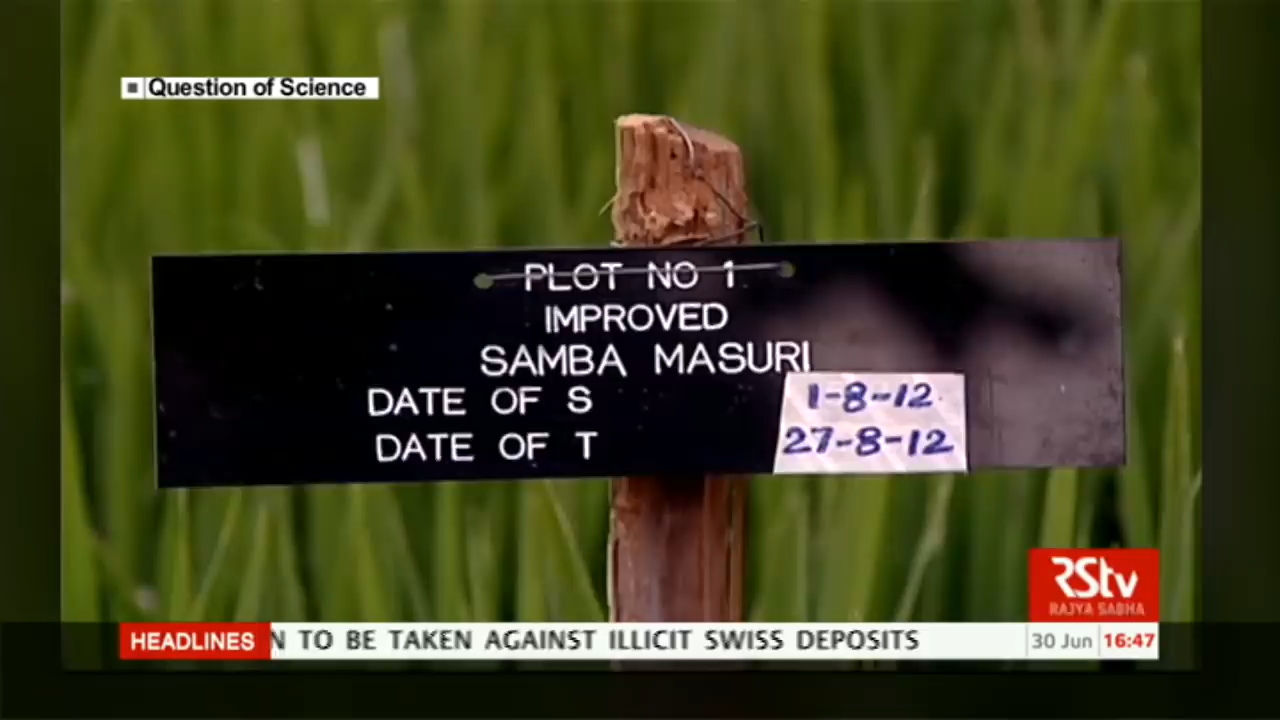 Question of Science
PLOT NO 1
IMPROVED
SAMBA MASURI
DATE OF S 1-8-12
DATE OF T 27-8-12
RStv
RAJYA SABHA
HEADLINES N TO BE TAKEN AGAINST ILLICIT SWISS DEPOSITS 30 Jun 16:47